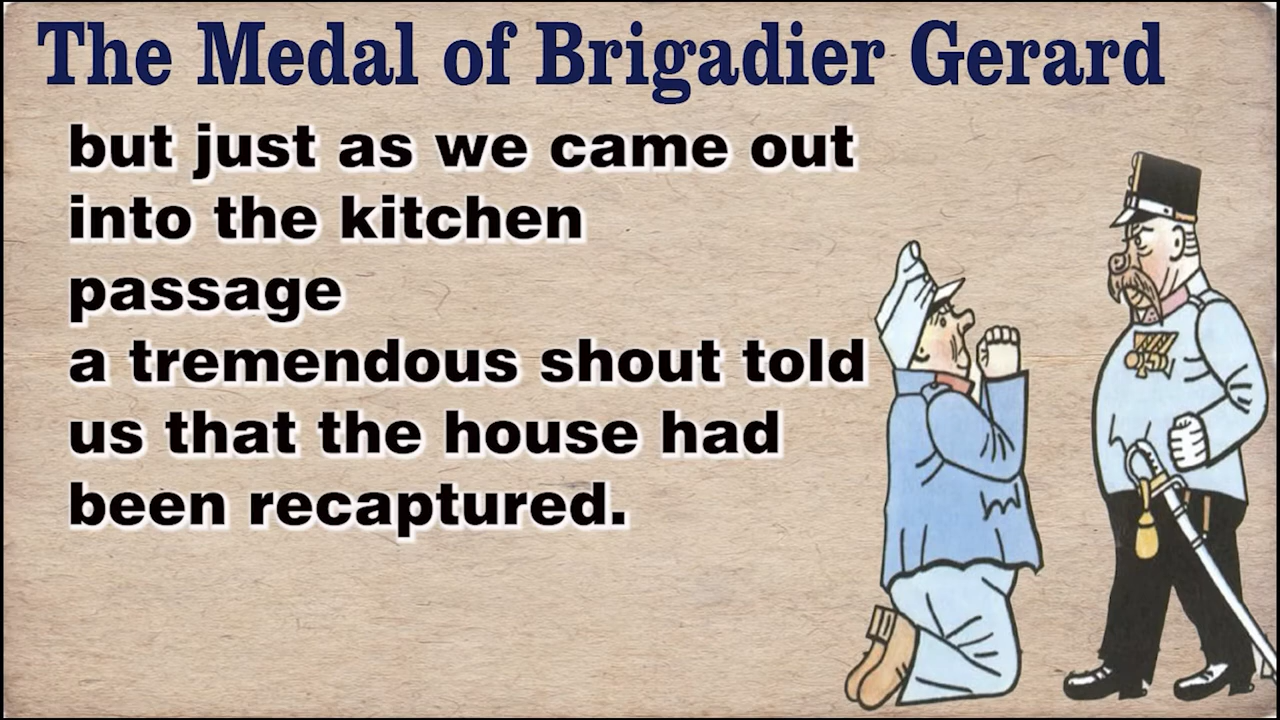 The Medal of Brigadier Gerard
but just as we came out
into the kitchen
passage
a tremendous shout told
us that the house had
been recaptured.